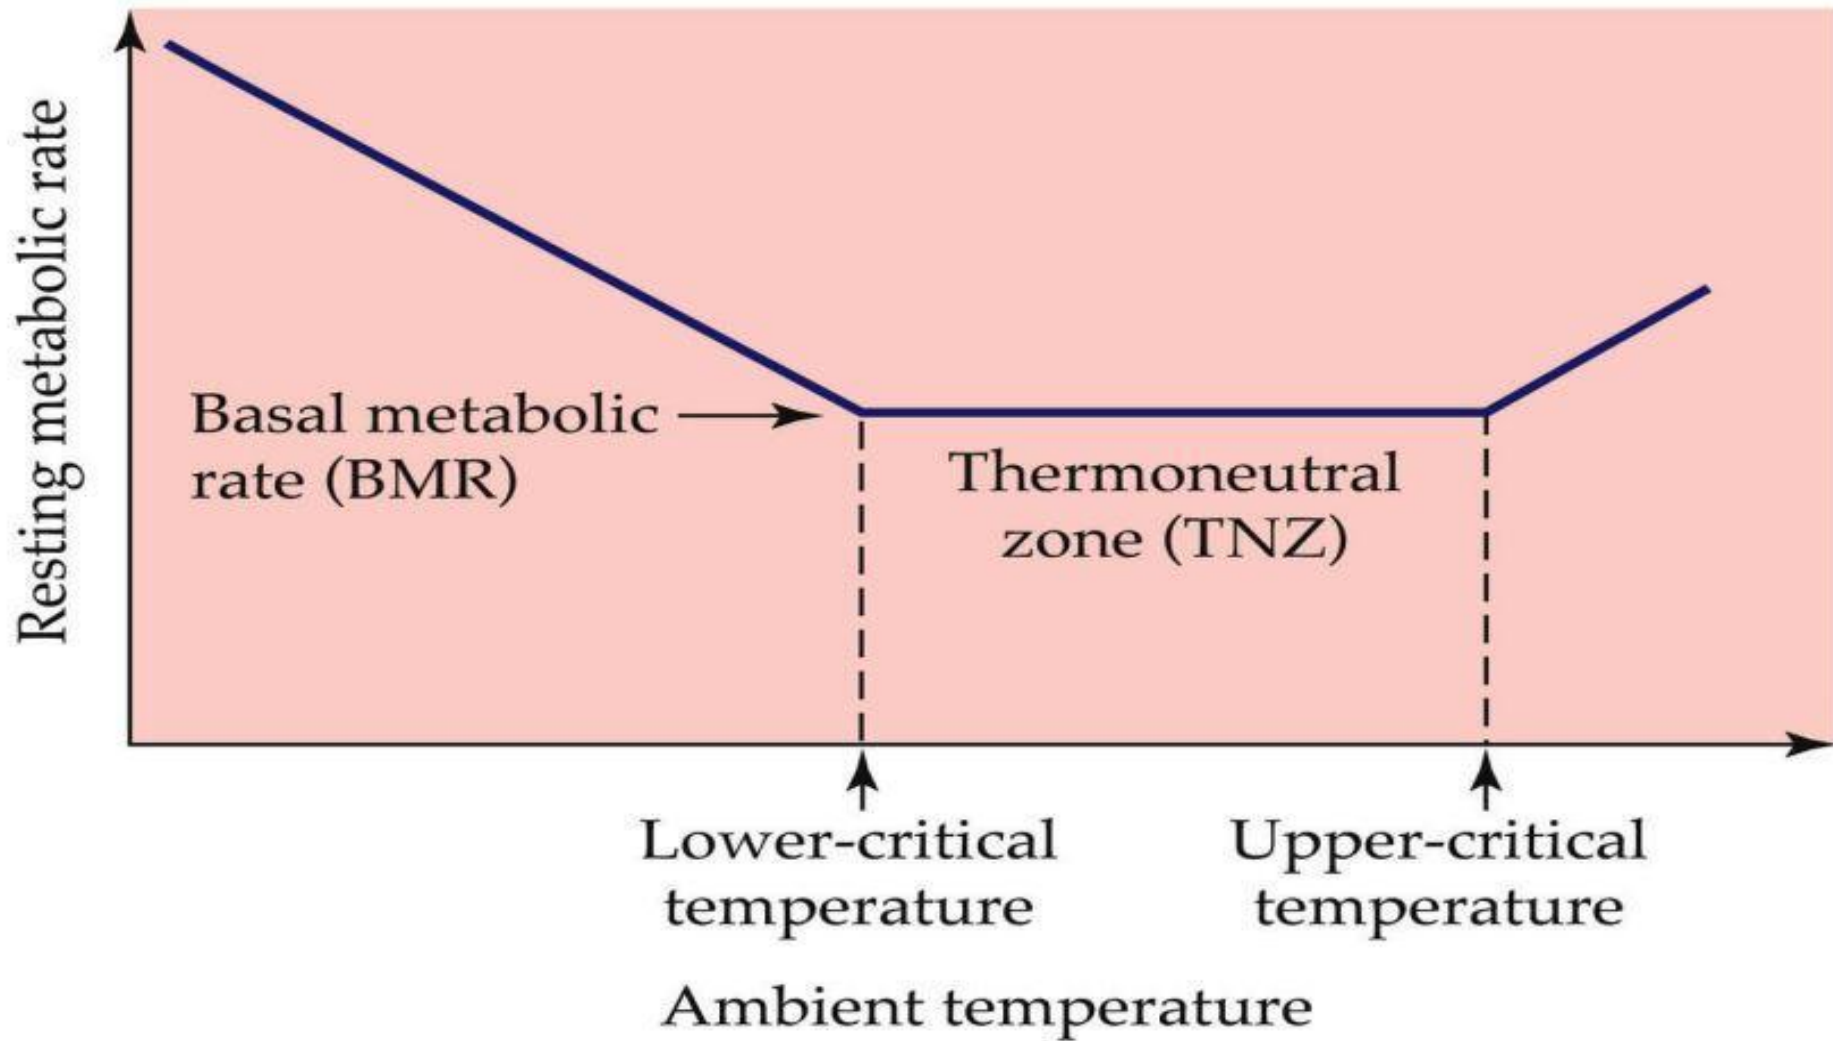 Resting metabolic rate
Basal metabolic
rate (BMR)
Thermoneutral
zone (TNZ)
Lower-critical
temperature
Upper-critical
temperature
Ambient temperature